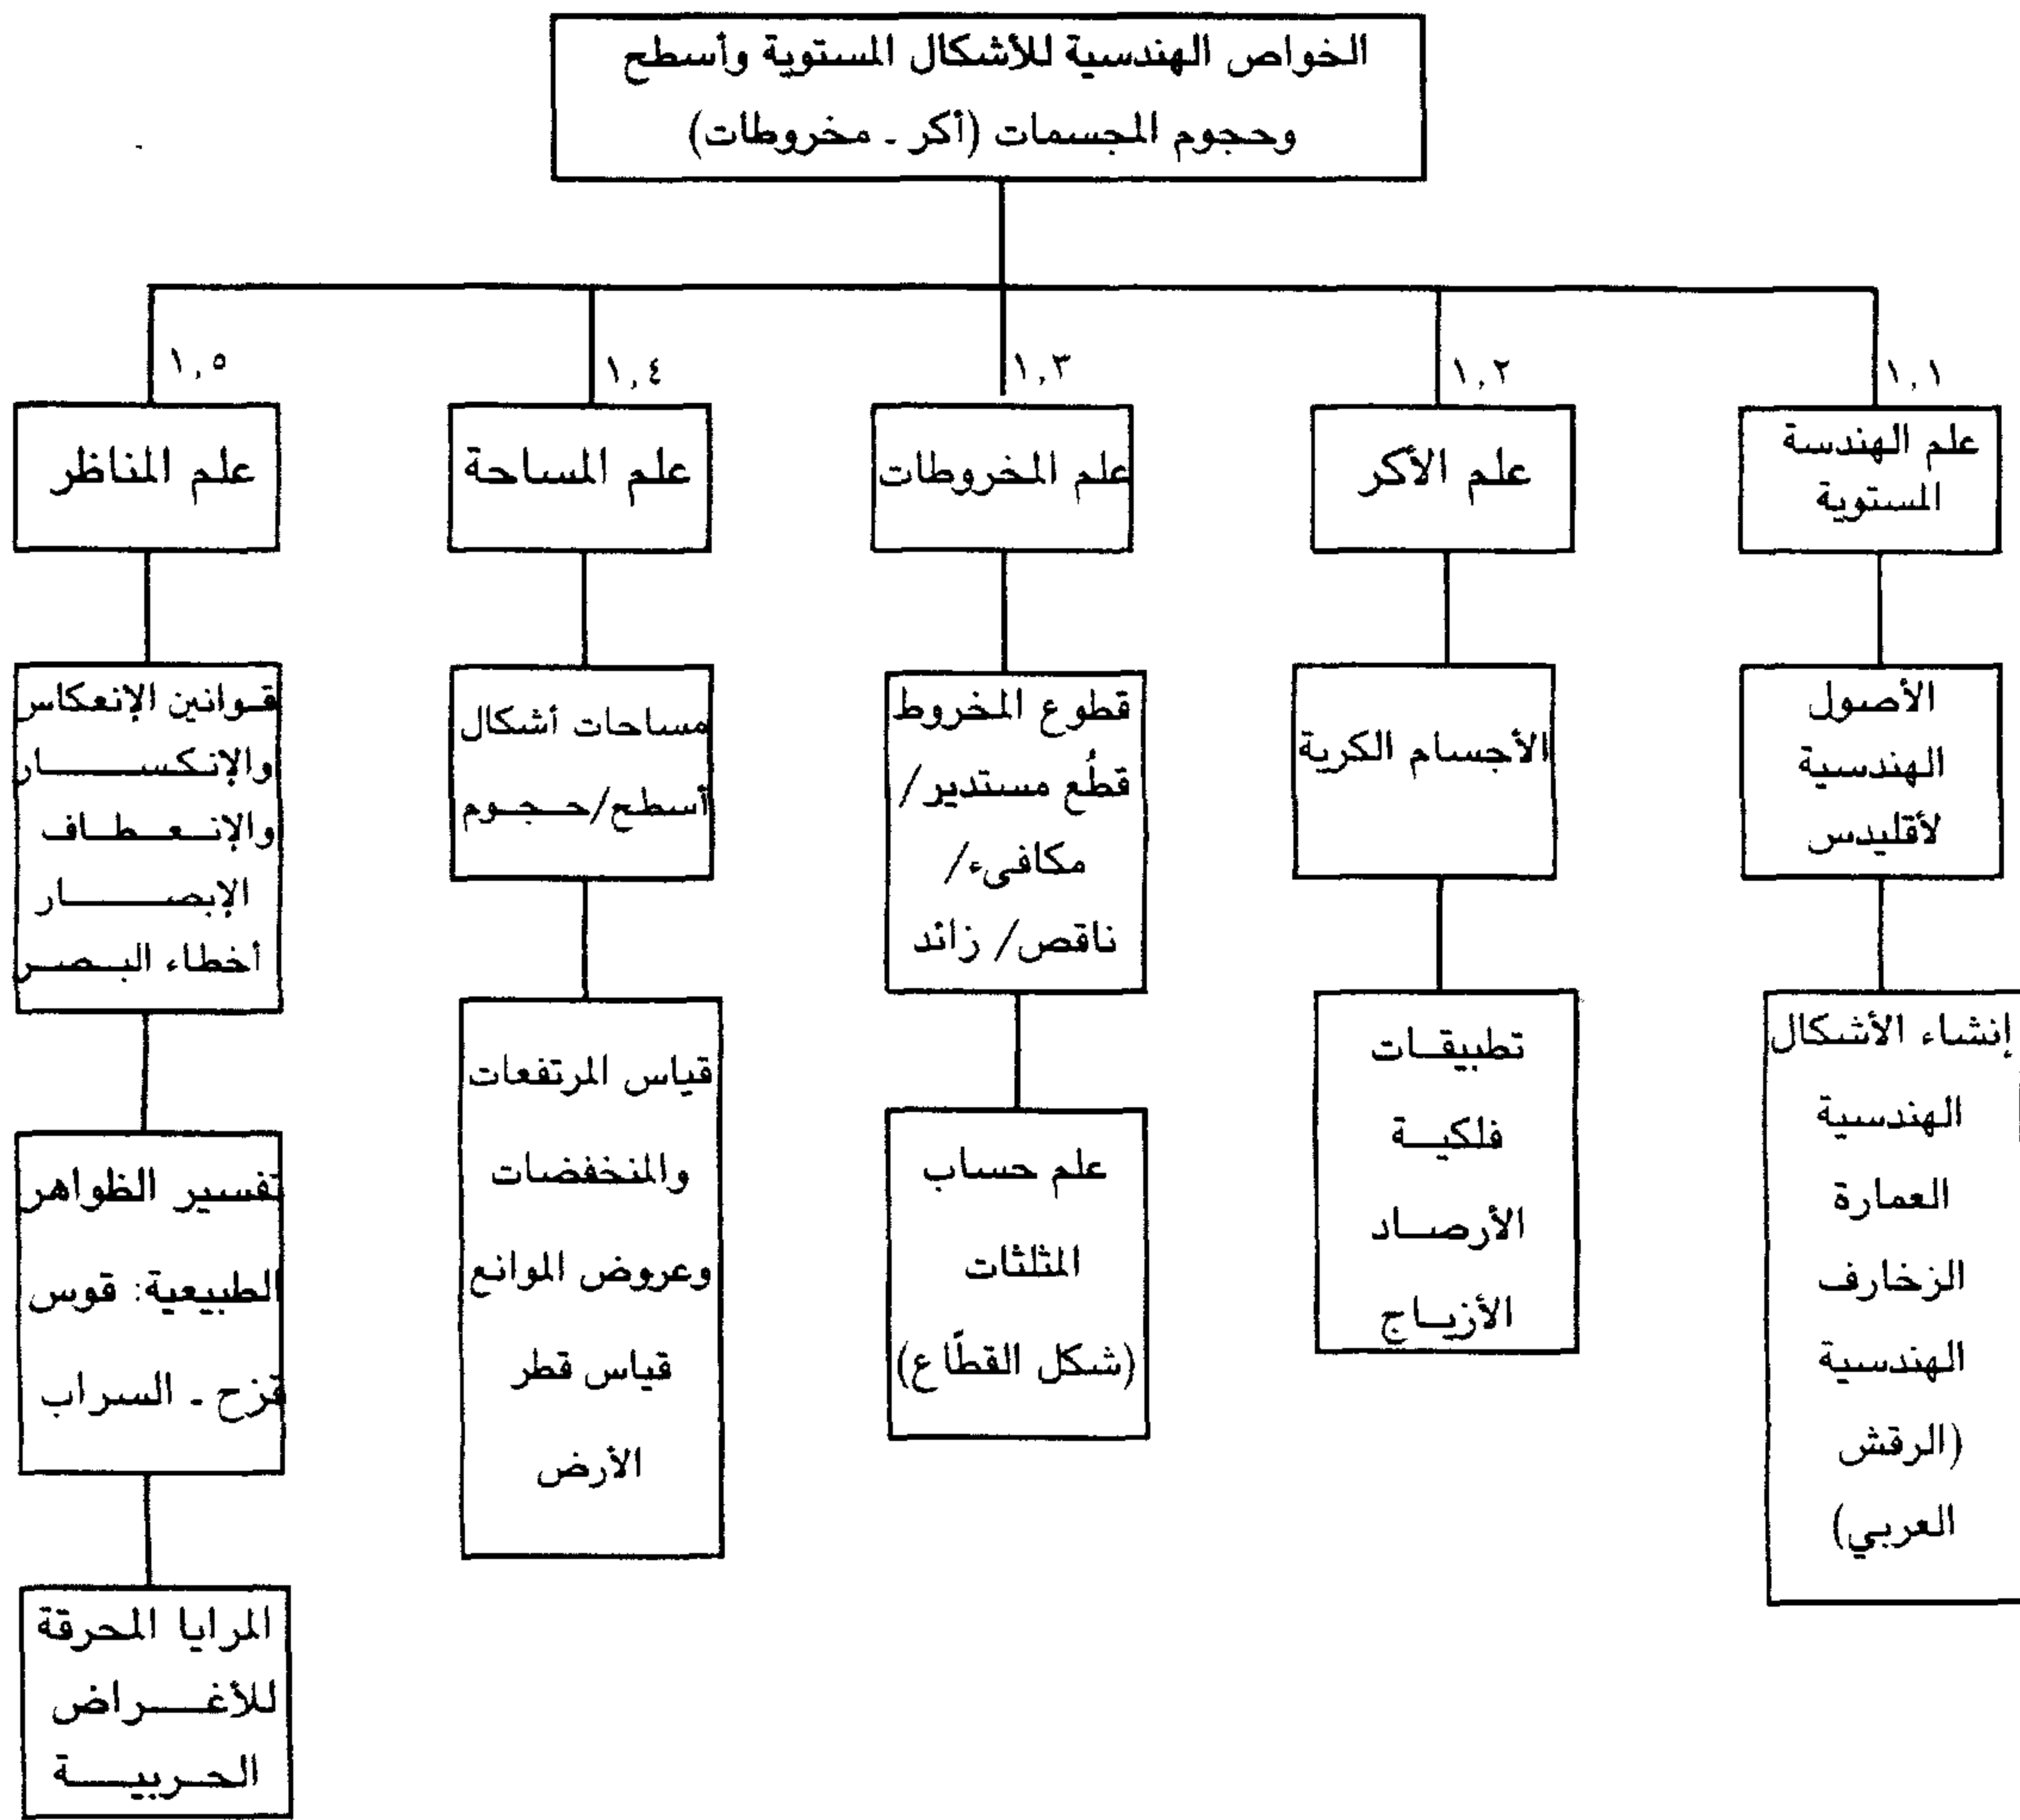 الخواص الهندسية للأشكال المستوية وأسطح
وحجوم المجسمات (أكر ـ مخروطات)
١,١
علم الهندسة
المستوية
الأصول
الهندسية
لأقليدس
إنشاء الأشكال
الهندسية
العمارة
الزخارف
الهندسية
(الرقش
العربي)
١,٢
علم الأكر
الأجسام الكرية
تطبيقات
فلكية
الأرصاد
الأزياج
١,٣
علم المخروطات
قطوع المخروط
قطُع مستدير/
مكافىء/
ناقص/ زائد
علم حساب
المثلثات
(شكل القطّاع)
١,٤
علم المساحة
مساحات أشكال
أسطح/حجوم
قياس المرتفعات
والمنخفضات
وعروض الموانع
قياس قطر
الأرض
١,٥
علم المناظر
قوانين الإنعكاس
والإنكسار
والإنعطاف
الإبصار
أخطاء البصر
تفسير الظواهر
الطبيعية: قوس
قزح ـ السراب
المرايا المحرقة
للأغراض
الحربية